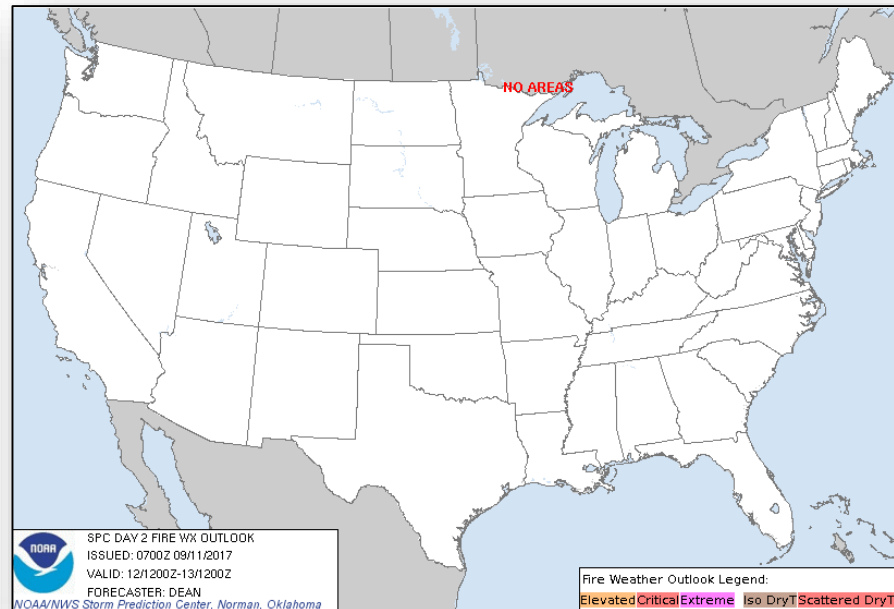 NO AREAS
NOAA
SPC DAY 2 FIRE WX OUTLOOK
ISSUED: 0700Z 09/11/2017
VALID: 12/1200Z-13/1200Z
FORECASTER: DEAN
NOAA/NWS Storm Prediction Center, Norman, Oklahoma
Fire Weather Outlook Legend:
Elevated Critical Extreme Iso DryT Scattered DryT